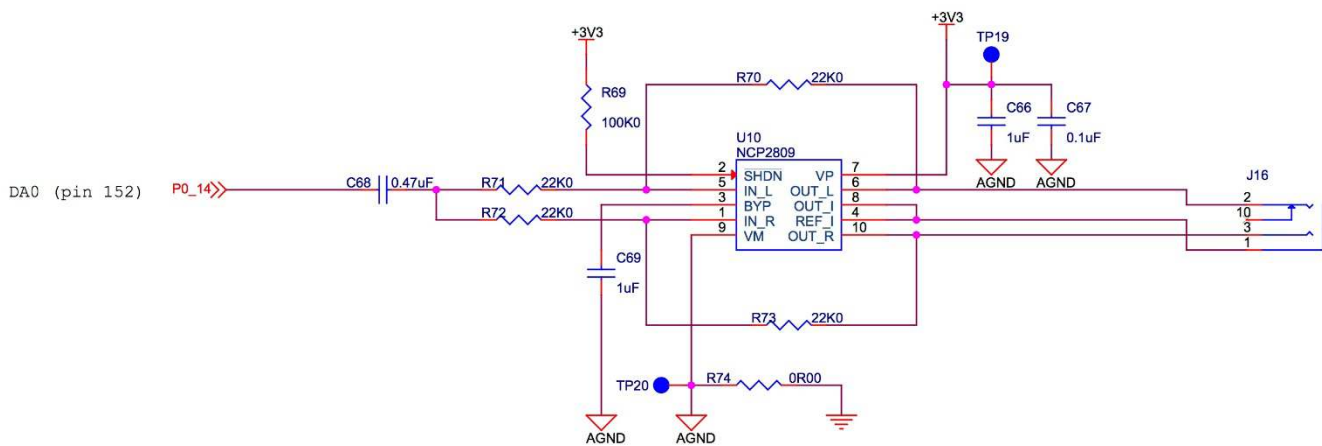 +3V3
+3V3
TP19
R70 22K0
R69
100K0
C66
1uF
C67
0.1uF
AGND AGND
U10
NCP2809
DA0 (pin 152) P0_14
C68 0.47uF
R71 22K0
R72 22K0
2 SHDN VP 7
5 IN_L OUT_L 6
3 BYP OUT_I 8
1 IN_R REF_I 4
9 VM OUT_R 10
J16
2
10
3
1
C69
1uF
R73 22K0
TP20
R74 0R00
AGND AGND